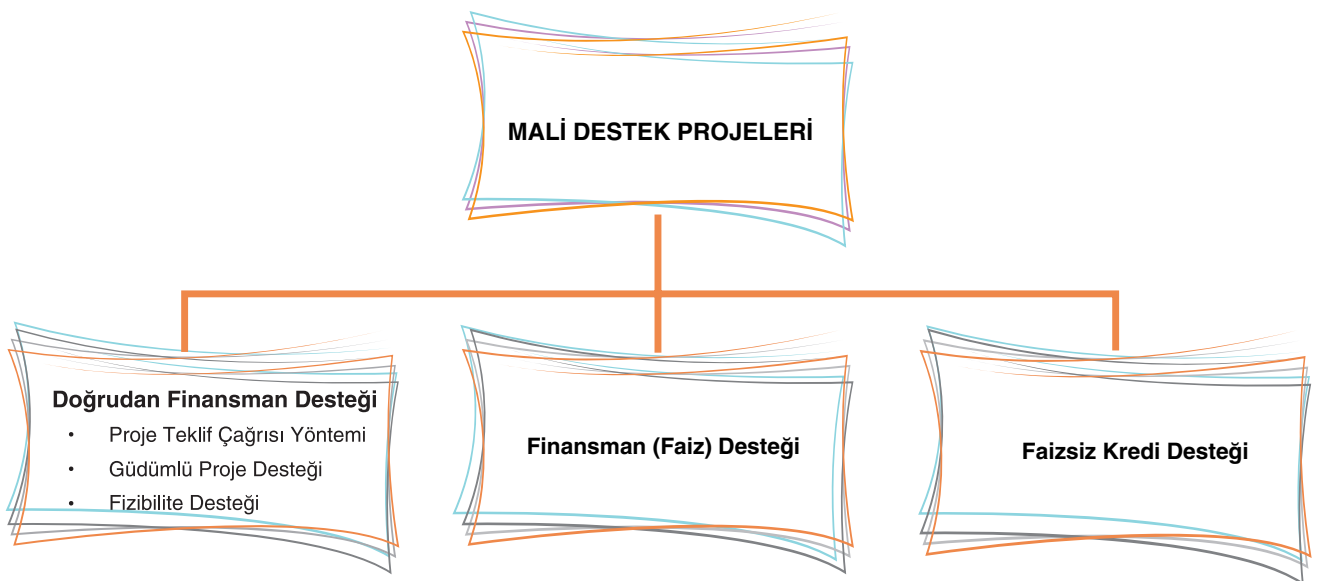 MALİ DESTEK PROJELERİ
Doğrudan Finansman Desteği
• Proje Teklif Çağrısı Yöntemi
• Güdümlü Proje Desteği
• Fizibilite Desteği
Finansman (Faiz) Desteği
Faizsiz Kredi Desteği